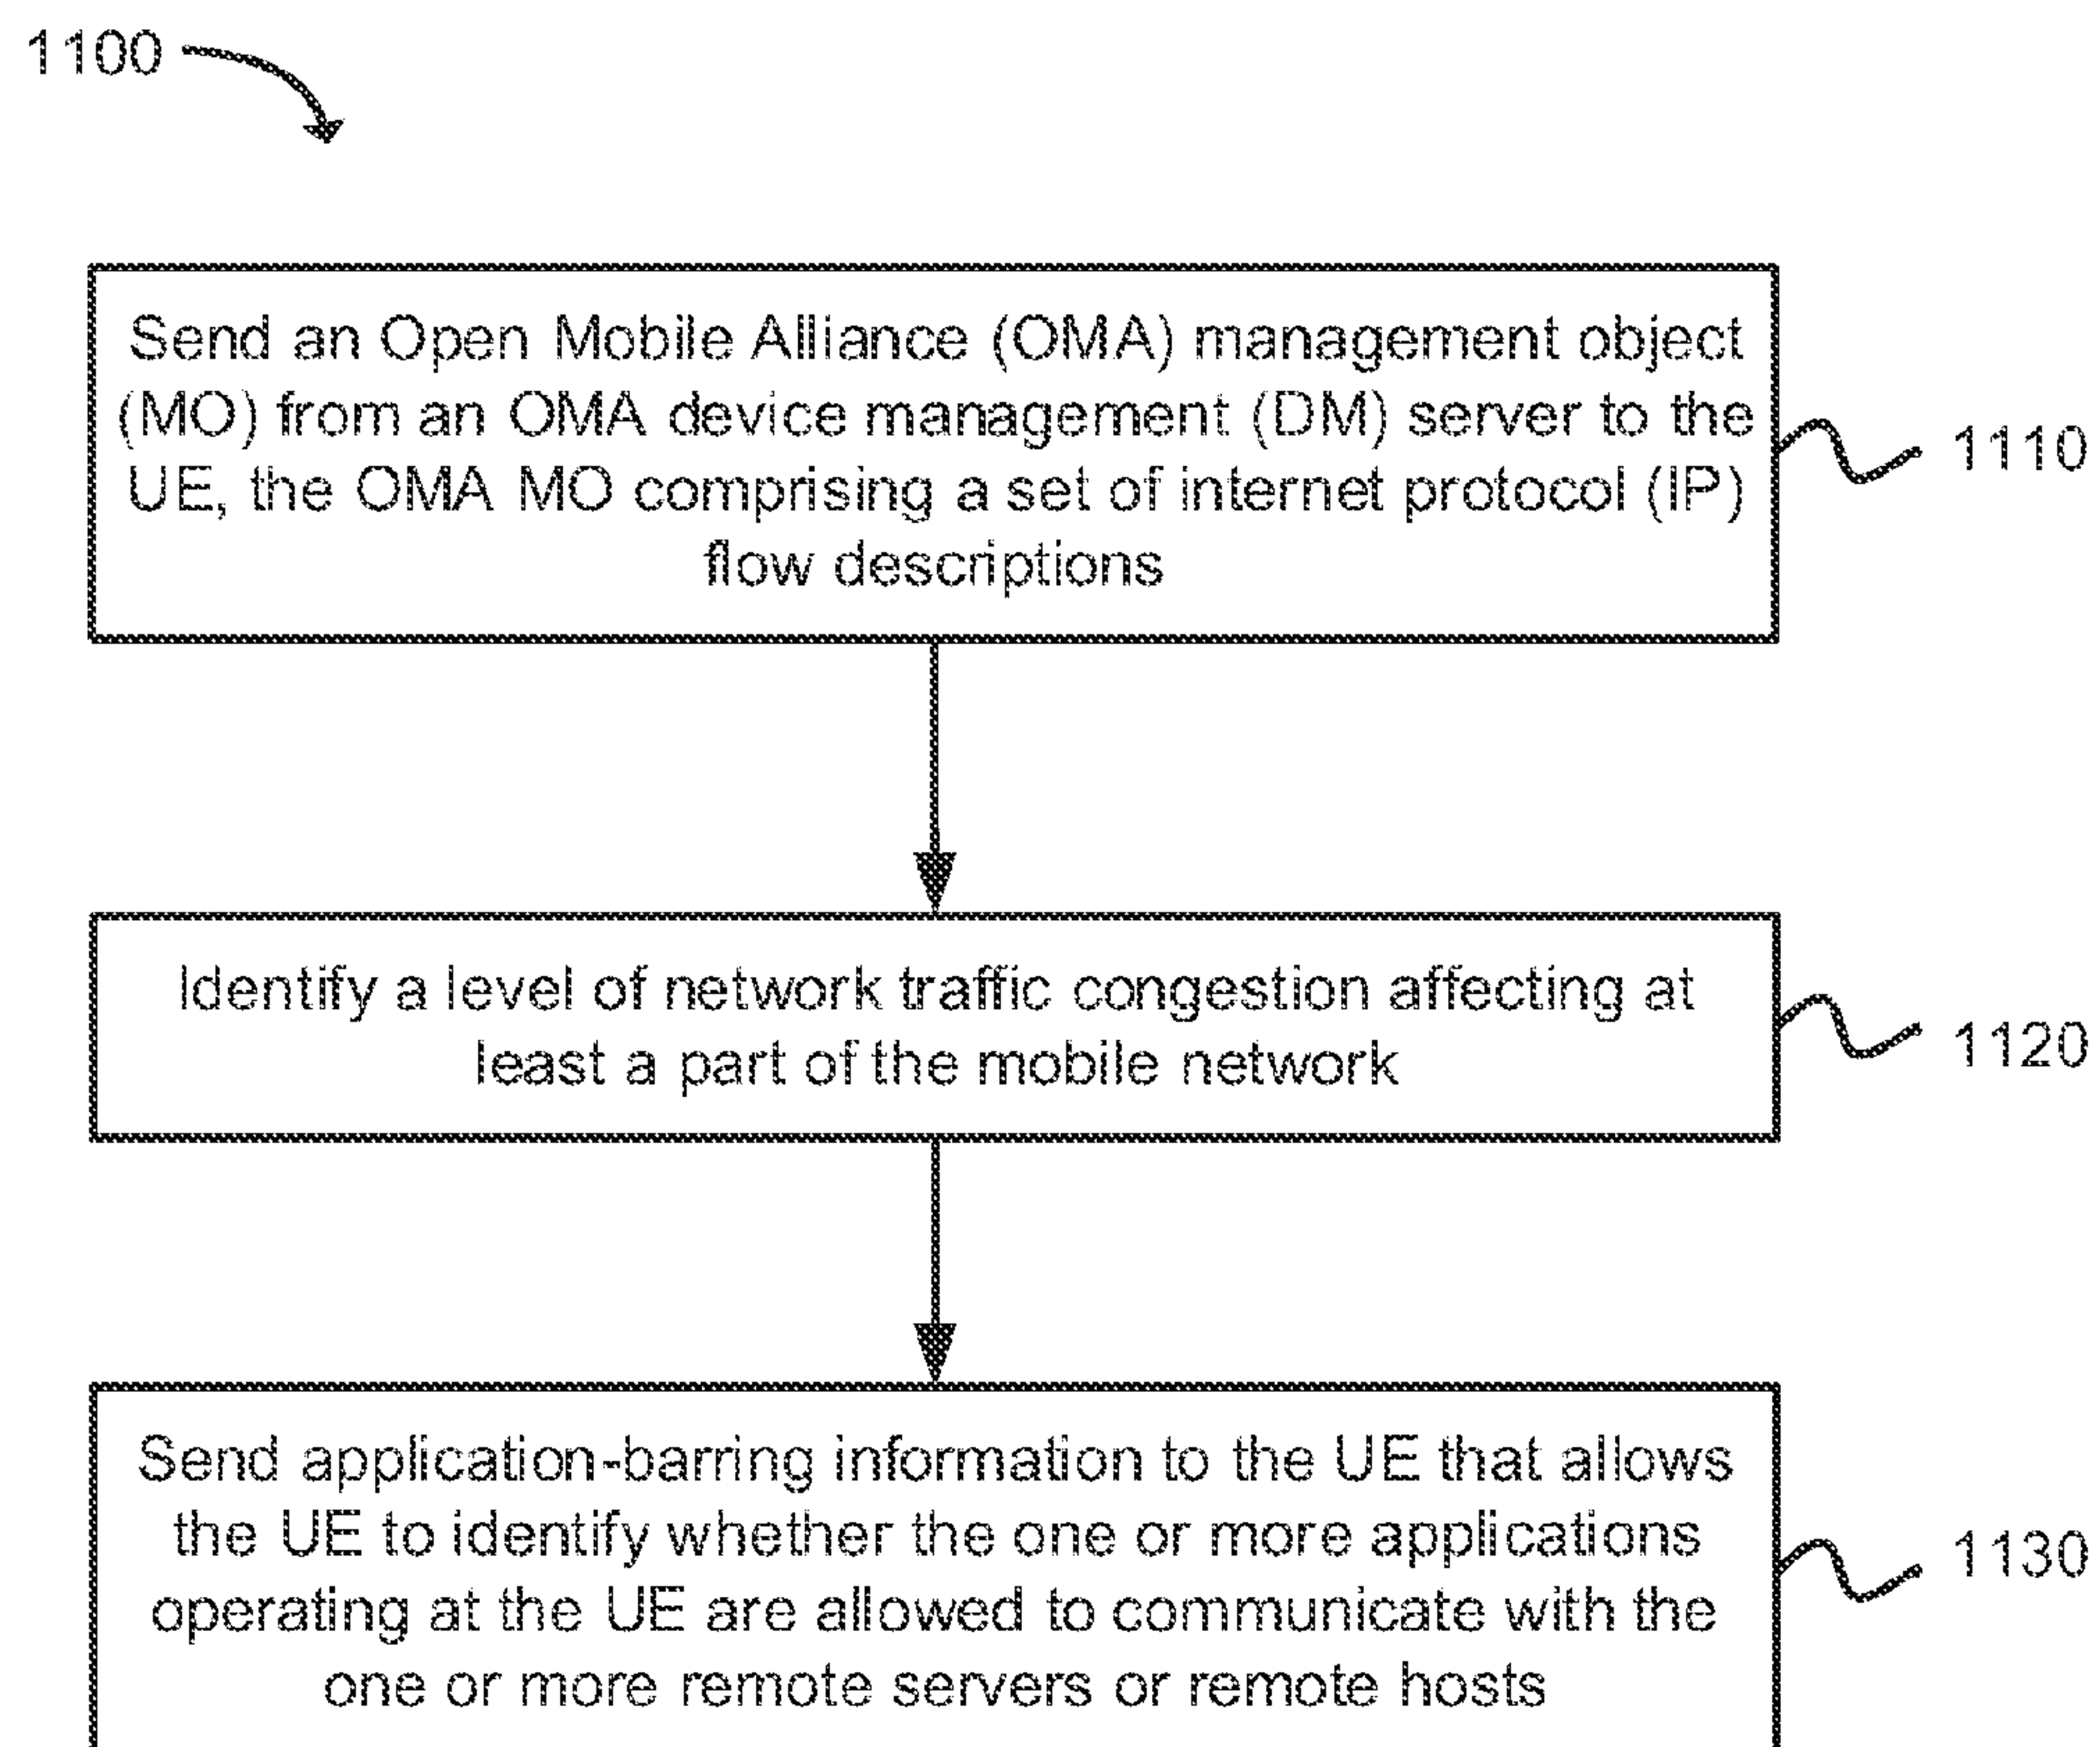 1100
Send an Open Mobile Alliance (OMA) management object
(MO) from an OMA device management (DM) server to the
UE, the OMA MO comprising a set of internet protocol (IP)
flow descriptions
1110
Identify a level of network traffic congestion affecting at
least a part of the mobile network
1120
Send application-barring information to the UE that allows
the UE to identify whether the one or more applications
operating at the UE are allowed to communicate with the
one or more remote servers or remote hosts
1130